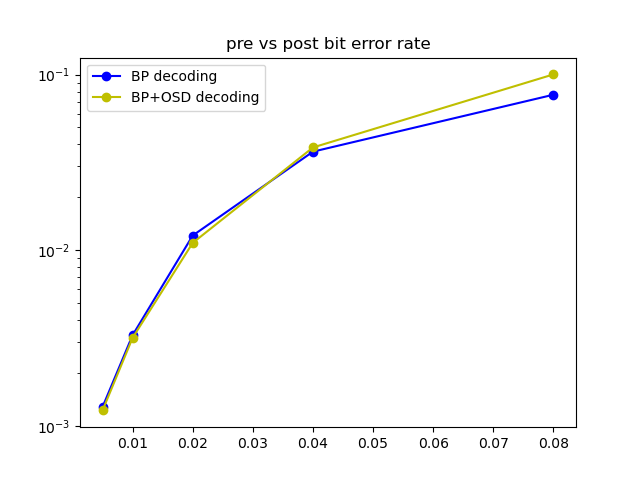 pre vs post bit error rate
BP decoding
BP+OSD decoding
10⁻¹
10⁻²
10⁻³
0.01 0.02 0.03 0.04 0.05 0.06 0.07 0.08